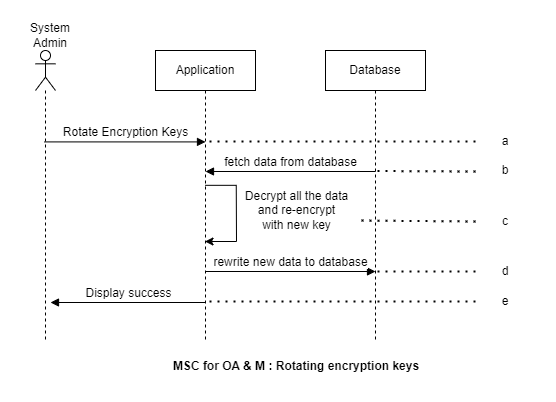 System
Admin
Application
Database
Rotate Encryption Keys
a
fetch data from database
b
Decrypt all the data
and re-encrypt
with new key
c
rewrite new data to database
d
Display success
e
MSC for OA & M : Rotating encryption keys